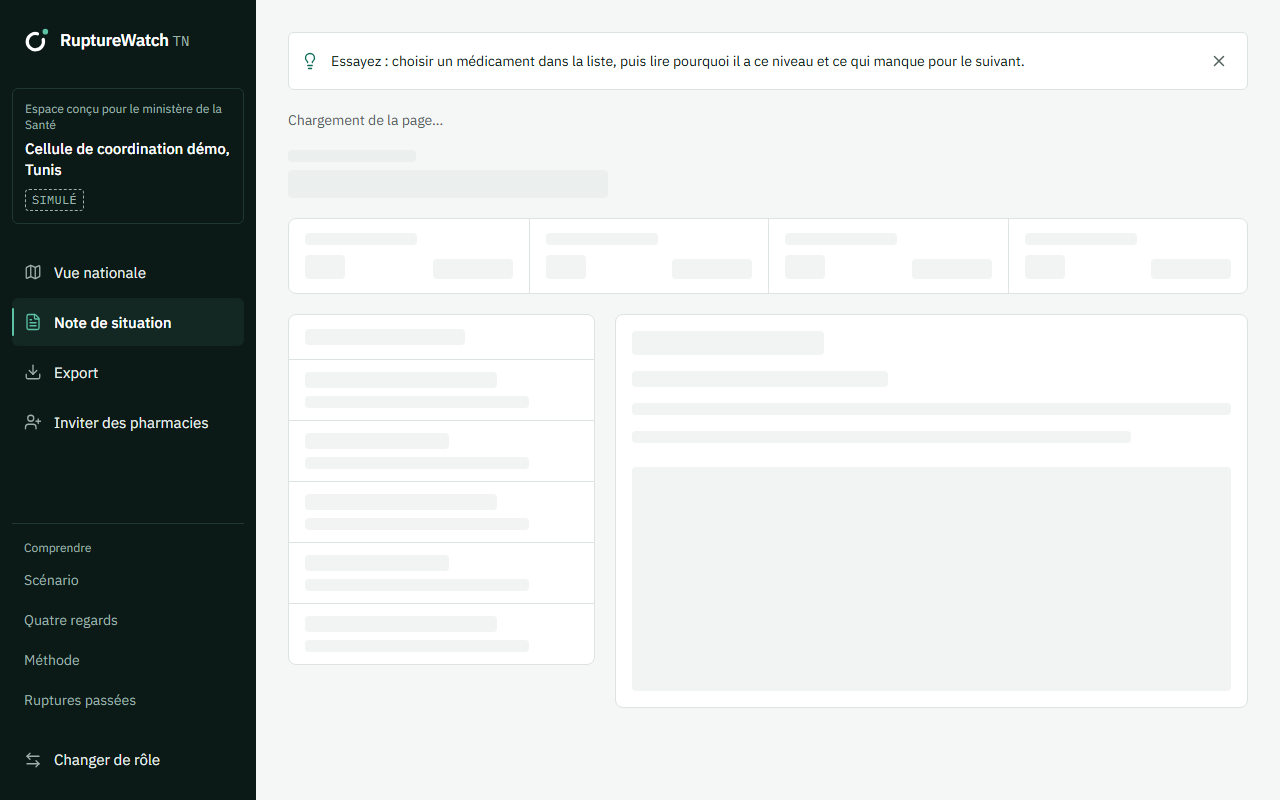 RuptureWatch TN
Espace conçu pour le ministère de la
Santé
Cellule de coordination démo,
Tunis
SIMULÉ
Vue nationale
Note de situation
Export
Inviter des pharmacies
Comprendre
Scénario
Quatre regards
Méthode
Ruptures passées
Changer de rôle
Essayez : choisir un médicament dans la liste, puis lire pourquoi il a ce niveau et ce qui manque pour le suivant.
Chargement de la page…